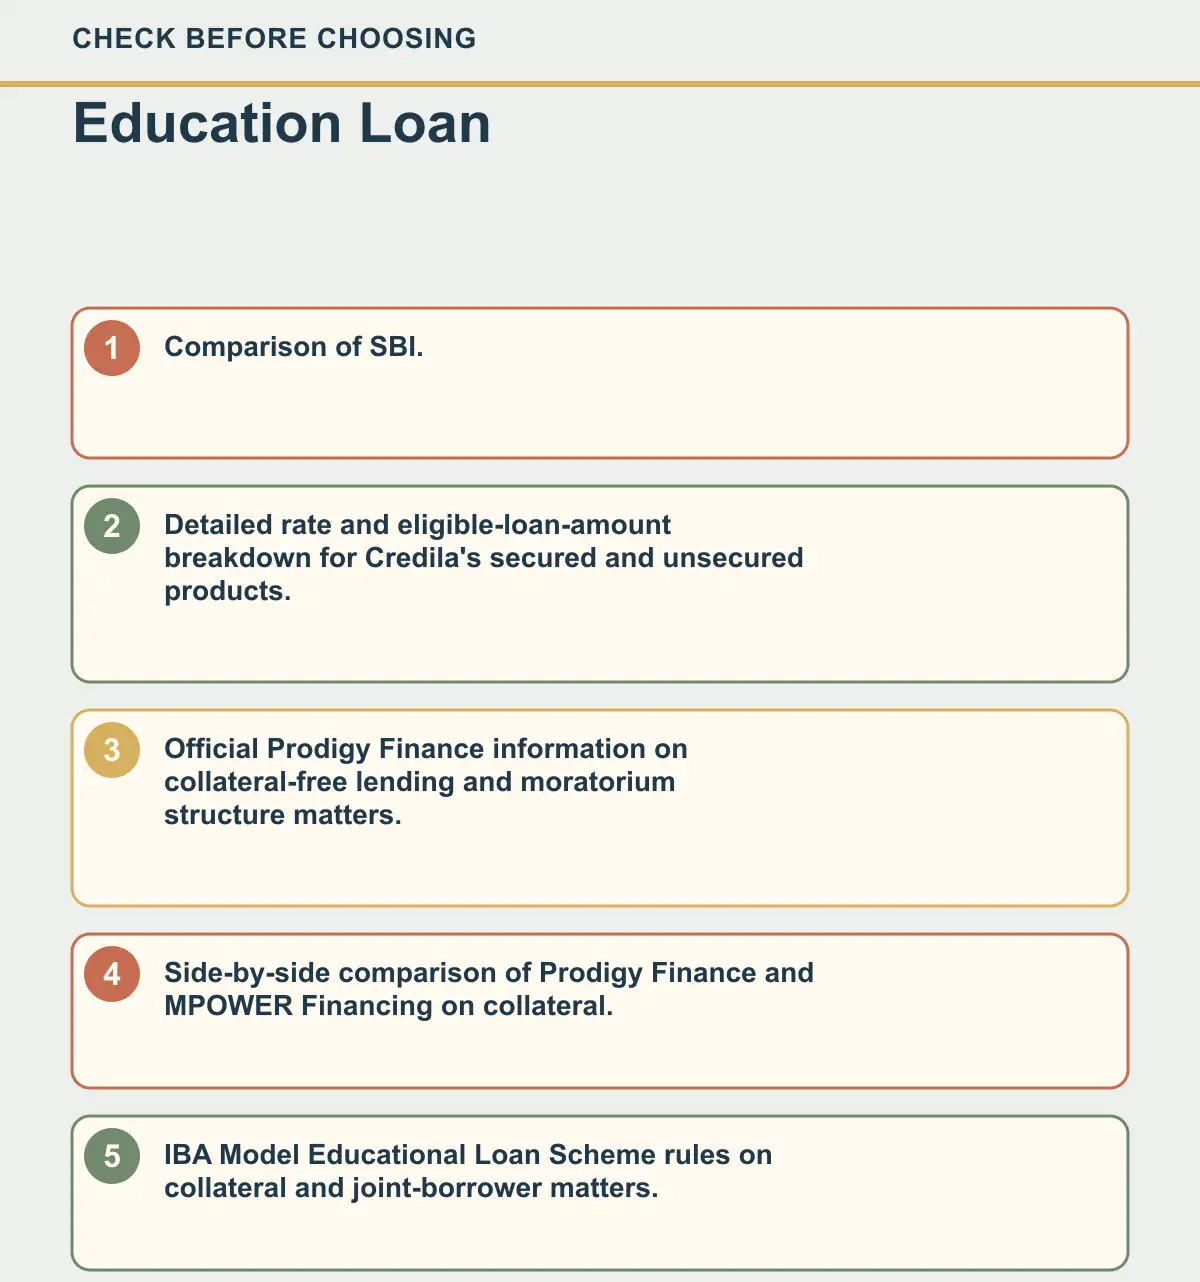 CHECK BEFORE CHOOSING
Education Loan
1
Comparison of SBI.
2
Detailed rate and eligible-loan-amount
breakdown for Credila's secured and unsecured
products.
3
Official Prodigy Finance information on
collateral-free lending and moratorium
structure matters.
4
Side-by-side comparison of Prodigy Finance and
MPOWER Financing on collateral.
5
IBA Model Educational Loan Scheme rules on
collateral and joint-borrower matters.